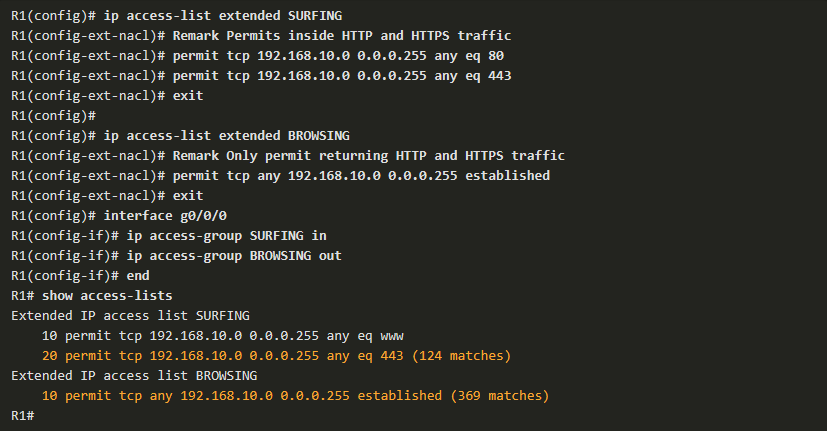 R1(config)# ip access-list extended SURFING
R1(config-ext-nacl)# Remark Permits inside HTTP and HTTPS traffic
R1(config-ext-nacl)# permit tcp 192.168.10.0 0.0.0.255 any eq 80
R1(config-ext-nacl)# permit tcp 192.168.10.0 0.0.0.255 any eq 443
R1(config-ext-nacl)# exit
R1(config)#
R1(config)# ip access-list extended BROWSING
R1(config-ext-nacl)# Remark Only permit returning HTTP and HTTPS traffic
R1(config-ext-nacl)# permit tcp any 192.168.10.0 0.0.0.255 established
R1(config-ext-nacl)# exit
R1(config)# interface g0/0/0
R1(config-if)# ip access-group SURFING in
R1(config-if)# ip access-group BROWSING out
R1(config-if)# end
R1# show access-lists
Extended IP access list SURFING
    10 permit tcp 192.168.10.0 0.0.0.255 any eq www
    20 permit tcp 192.168.10.0 0.0.0.255 any eq 443 (124 matches)
Extended IP access list BROWSING
    10 permit tcp any 192.168.10.0 0.0.0.255 established (369 matches)
R1#